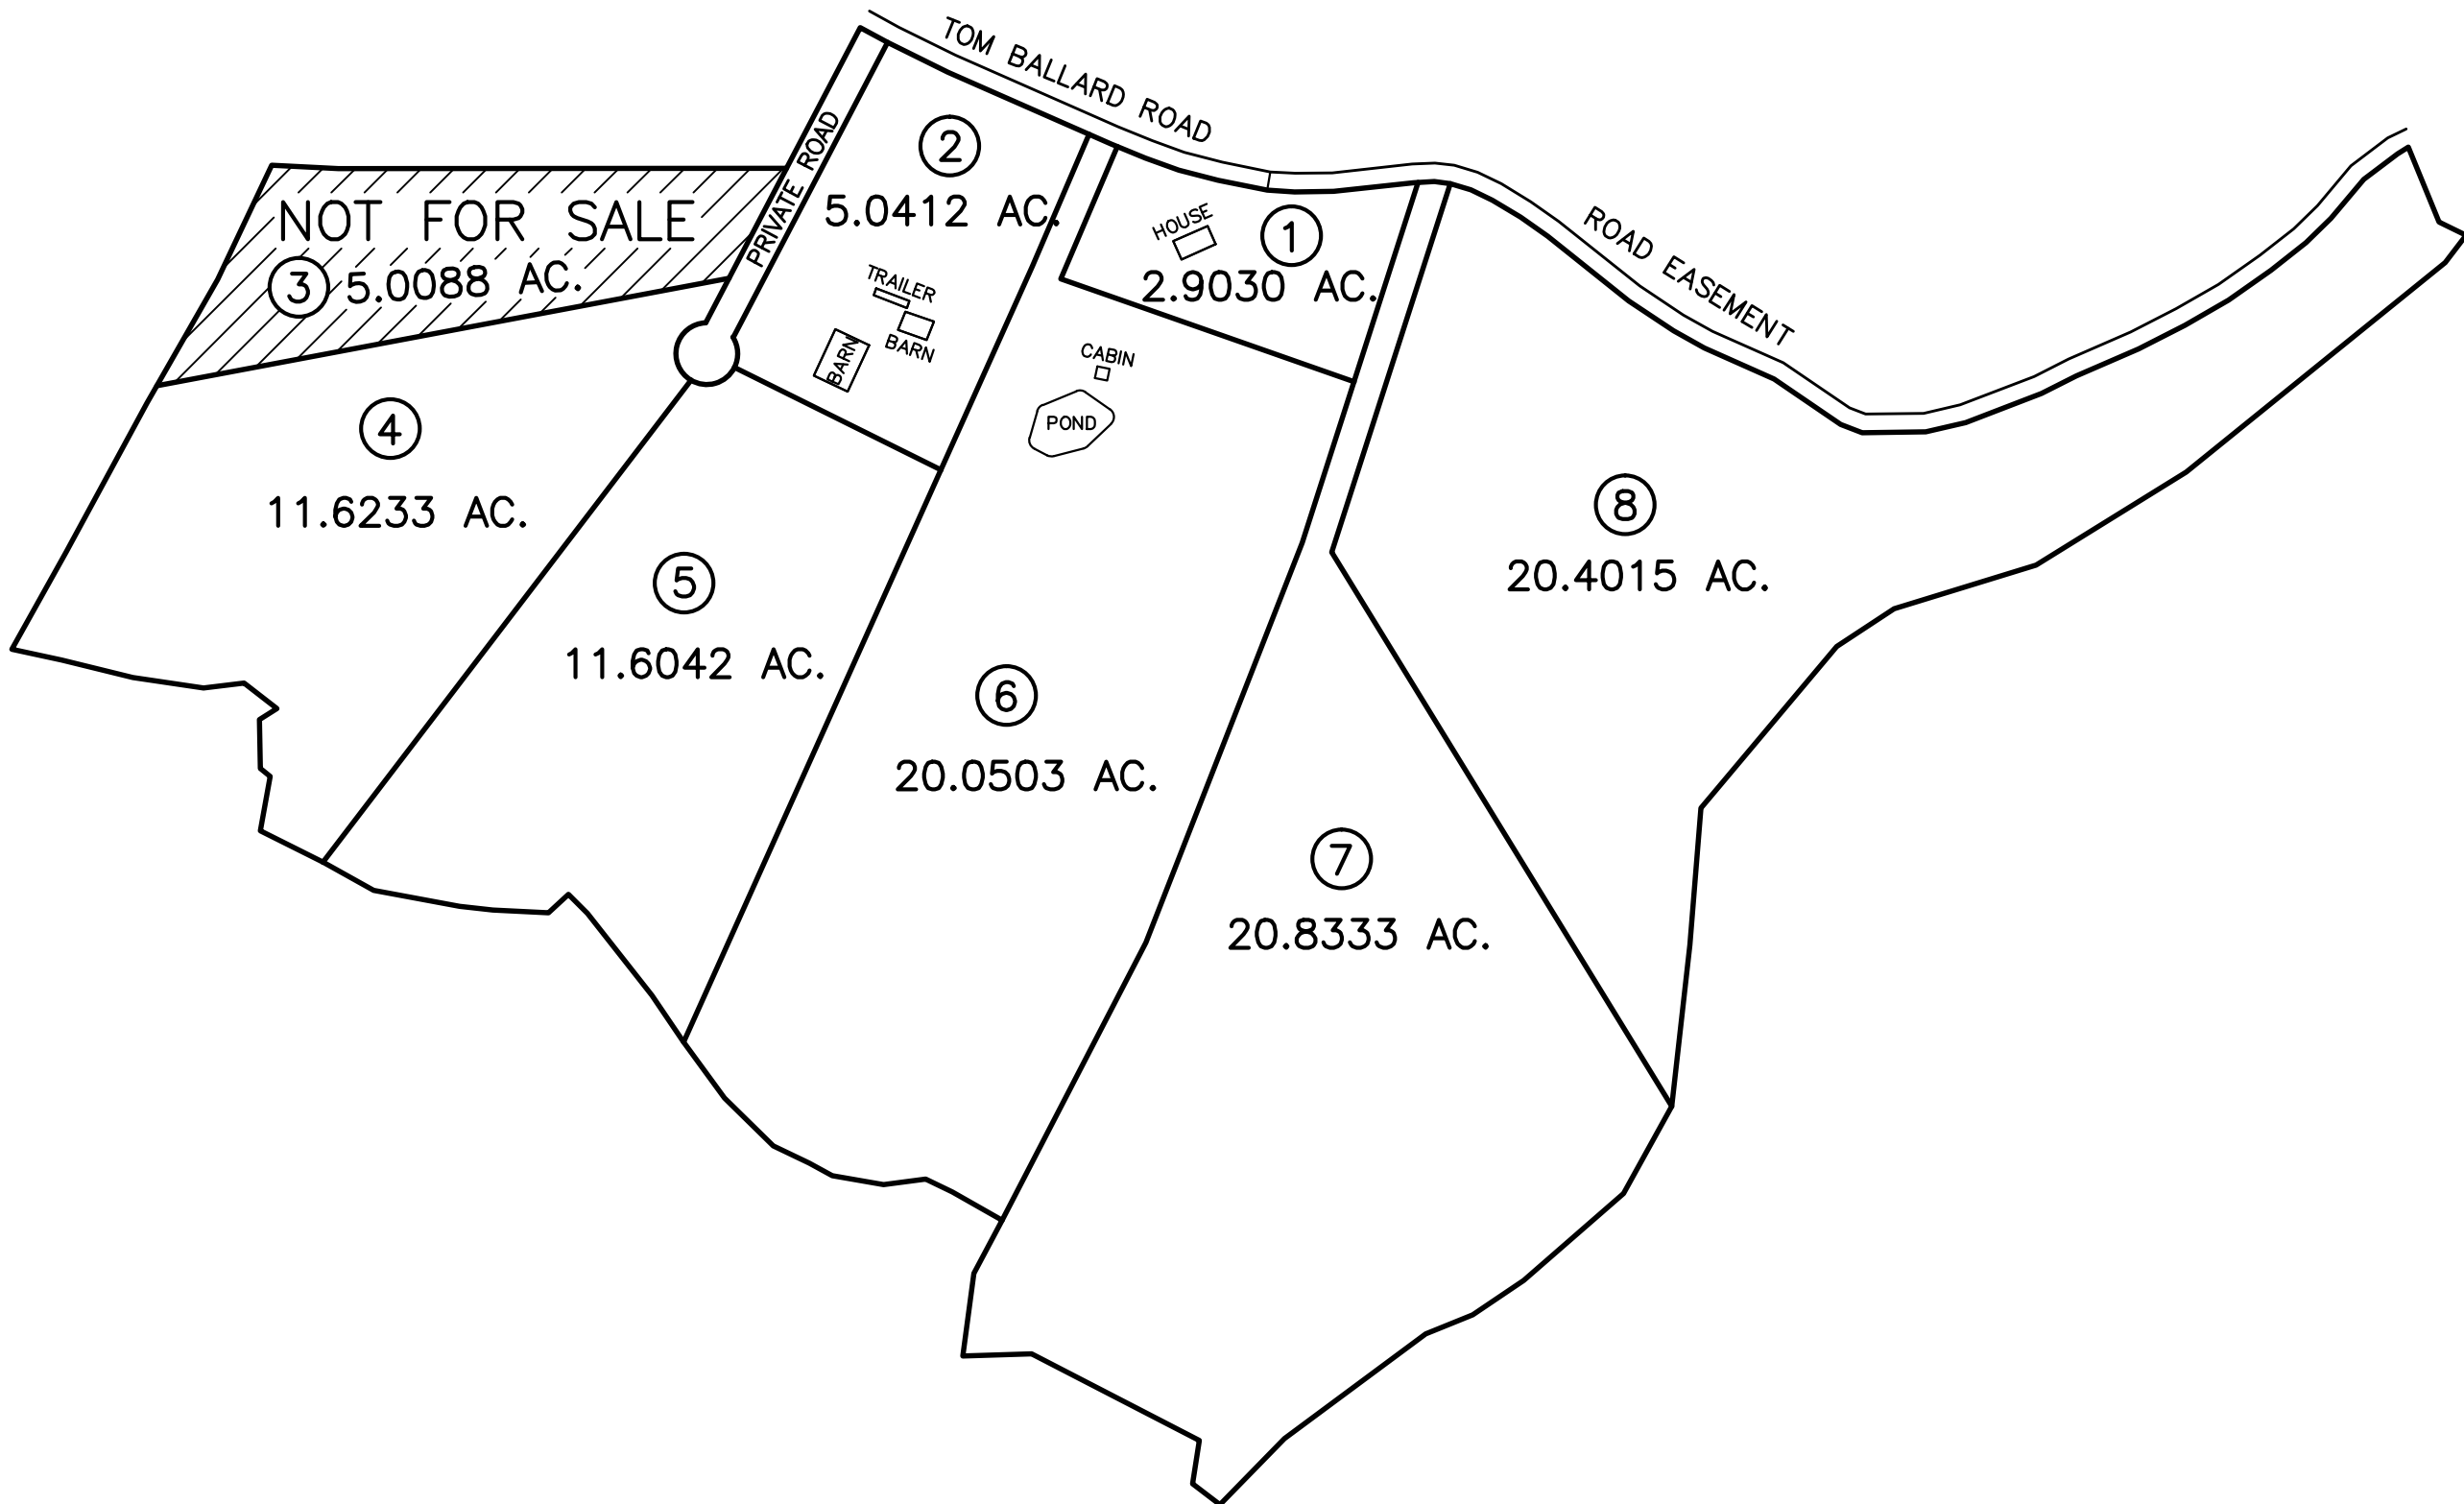 TOM BALLARD ROAD
PRIVATE ROAD
2
5.0412 AC.
1
HOUSE
2.9030 AC.
ROAD EASEMENT
NOT FOR SALE
3
5.088 AC.
TRAILER
BARN
BARN
CABIN
POND
4
11.6233 AC.
8
20.4015 AC.
5
11.6042 AC.
6
20.0503 AC.
7
20.8333 AC.